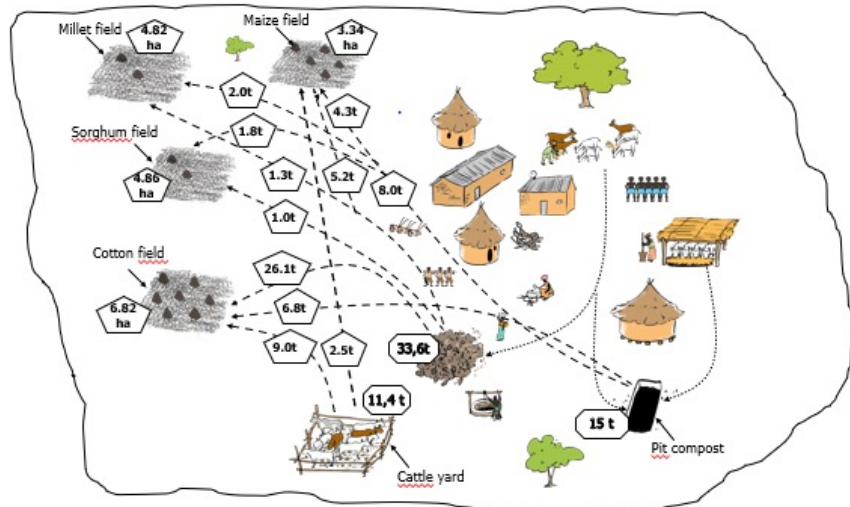 Millet field
4.82
ha
Maize field
3.34
ha
2.0t
4.3t
1.8t
Sorghum field
4.86
ha
1.3t
5.2t
8.0t
1.0t
Cotton field
26.1t
6.82
ha
6.8t
9.0t
2.5t
33,6t
11,4 t
15 t
Pit compost
Cattle yard